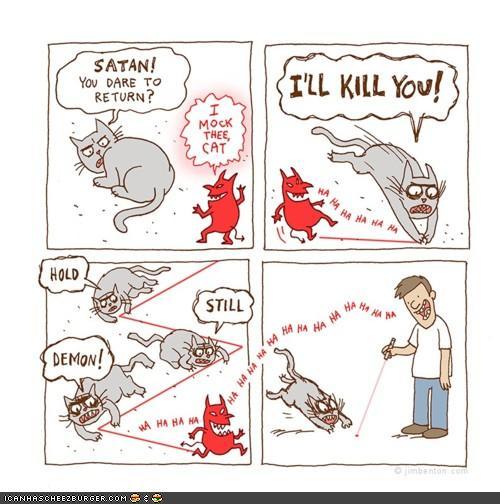 SATAN!
YOU DARE TO
RETURN?
I
MOCK
THEE,
CAT
I'LL KILL YOU!
HA HA HA HA HA HA
HOLD
STILL
DEMON!
HA HA HA HA HA HA HA HA HA HA HA HA HA HA HA HA HA
© jimbenton.com
ICANHASCHEEZBURGER.COM